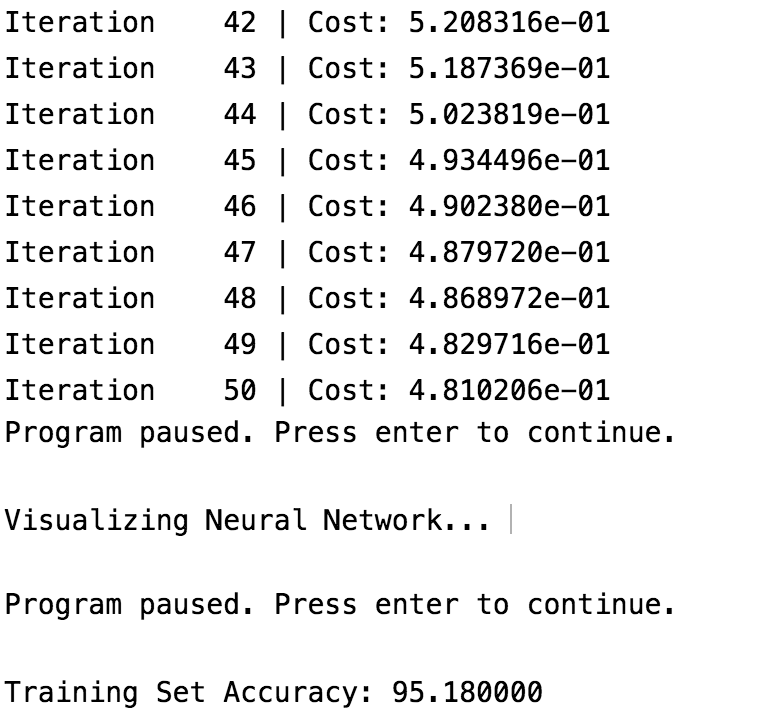 Iteration    42 | Cost: 5.208316e-01
Iteration    43 | Cost: 5.187369e-01
Iteration    44 | Cost: 5.023819e-01
Iteration    45 | Cost: 4.934496e-01
Iteration    46 | Cost: 4.902380e-01
Iteration    47 | Cost: 4.879720e-01
Iteration    48 | Cost: 4.868972e-01
Iteration    49 | Cost: 4.829716e-01
Iteration    50 | Cost: 4.810206e-01
Program paused. Press enter to continue.
Visualizing Neural Network...
Program paused. Press enter to continue.
Training Set Accuracy: 95.180000